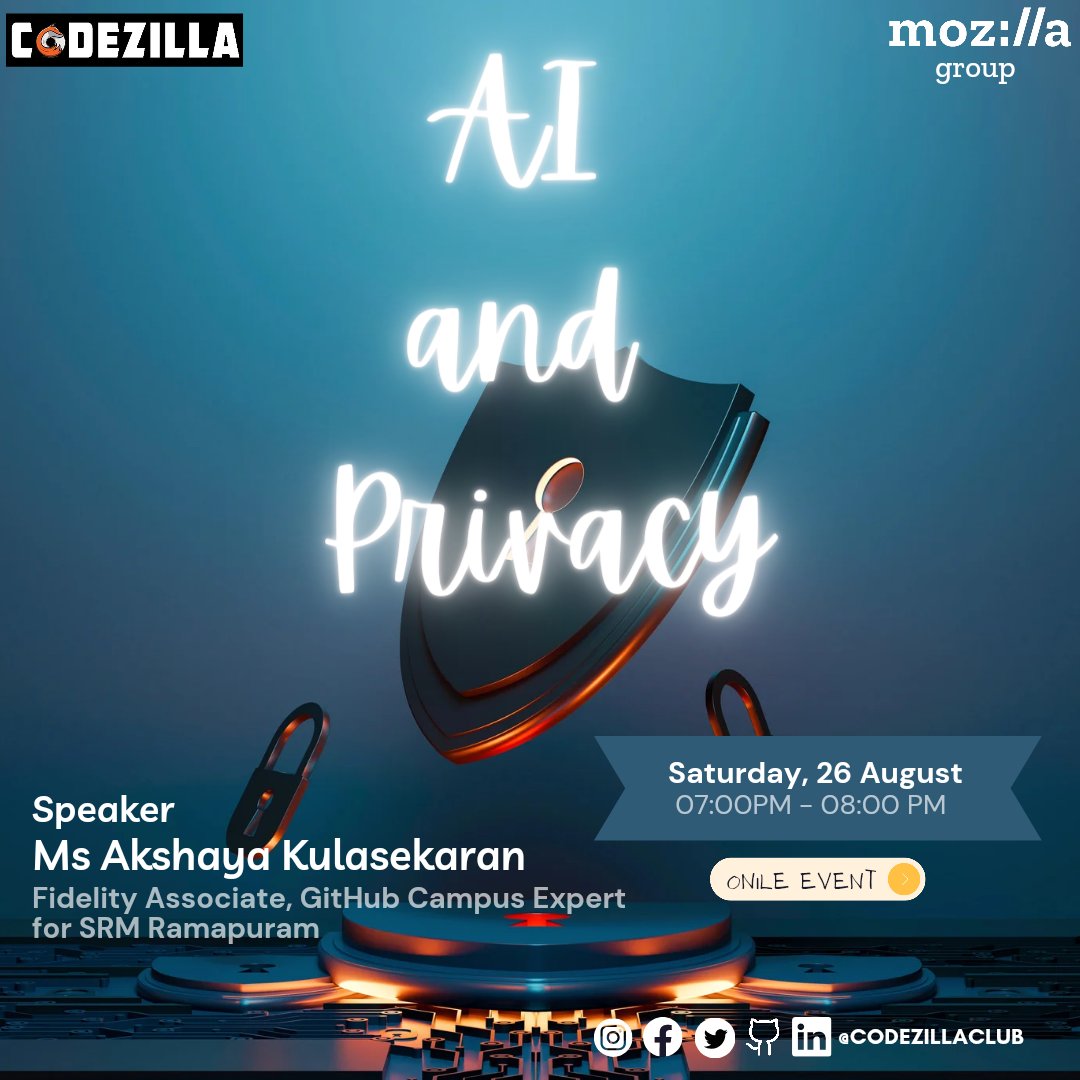 CODEZILLA
moz://a
group
AI
and
Privacy
Saturday, 26 August
07:00PM - 08:00 PM
Speaker
Ms Akshaya Kulasekaran
Fidelity Associate, GitHub Campus Expert
for SRM Ramapuram
ONILE EVENT
@CODEZILLACLUB